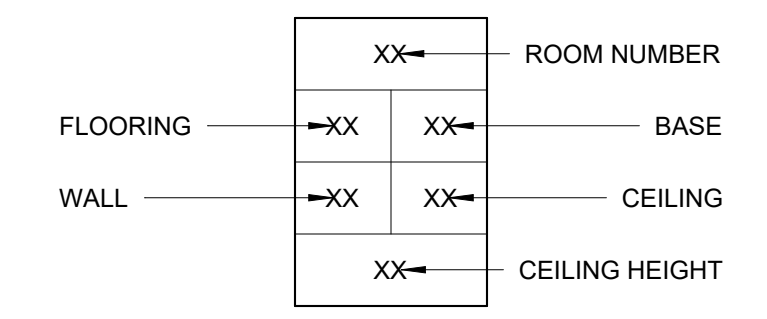 XX ROOM NUMBER
FLOORING XX XX BASE
WALL XX XX CEILING
XX CEILING HEIGHT